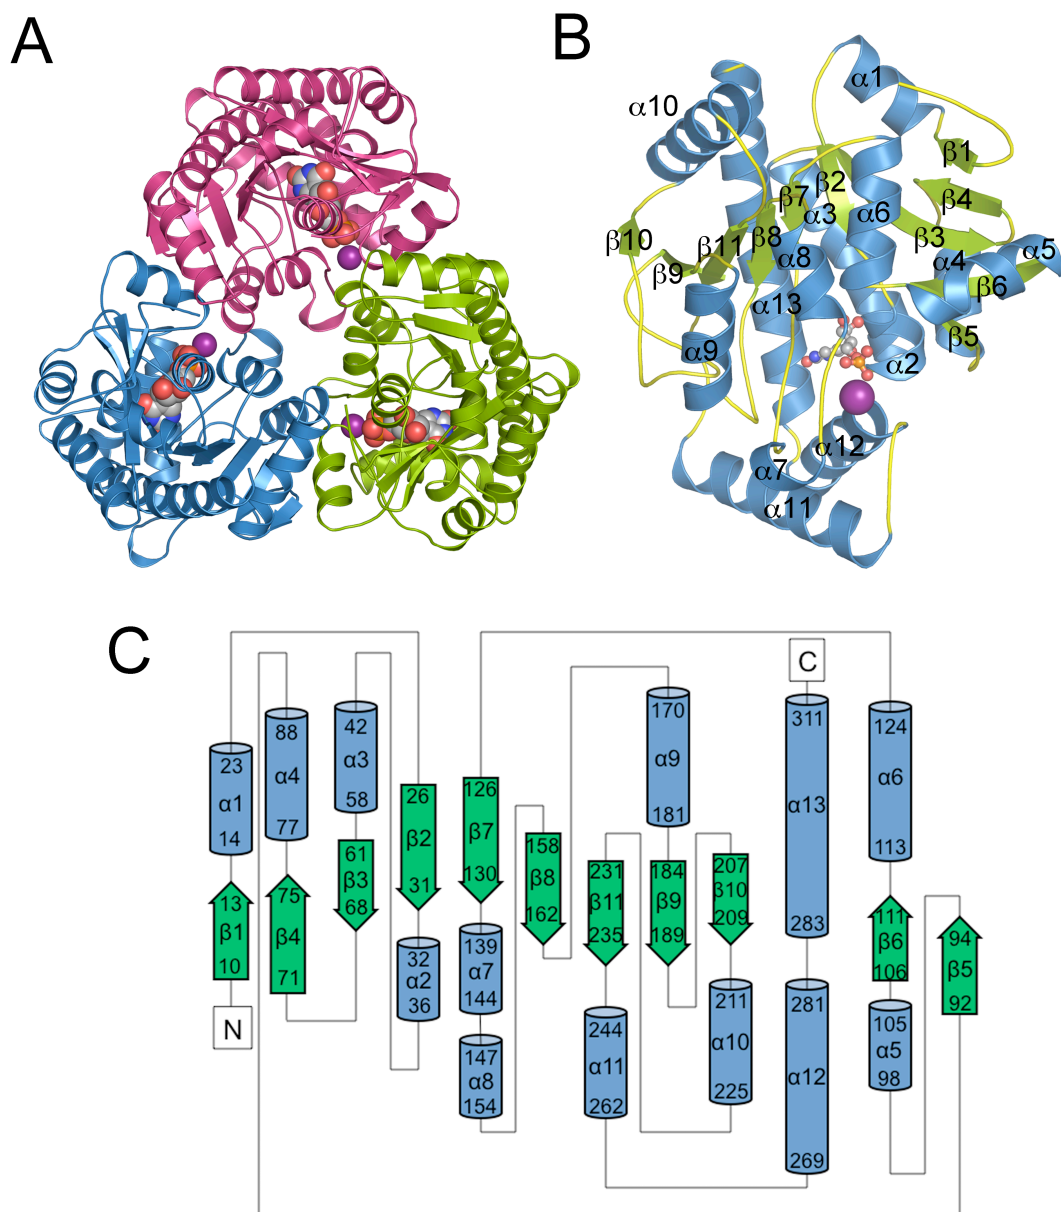 A
B
α1
α10
β1
β2
β7
β4
α3
α6
β10
β11
β8
β3
α5
α8
α4
β9
β6
α13
β5
α9
α2
α12
α7
α11
C
C
170
311
124
42
88
23
α9
α6
α3
α4
α1
α13
58
26
126
181
77
14
113
β2
β7
158
207
61
231
184
β10
β3
β8
130
β11
β9
209
75
31
13
68
162
111
235
189
283
94
β1
β4
β6
β5
10
71
32
139
106
92
α2
α7
211
281
36
144
105
N
244
α5
α10
147
98
α11
α12
α8
225
154
262
269